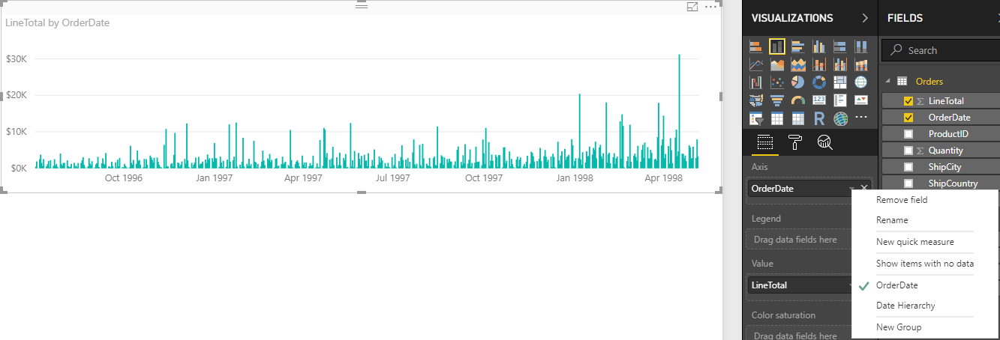 LineTotal by OrderDate
$30K
$20K
$10K
$0K
Oct 1996 Jan 1997 Apr 1997 Jul 1997 Oct 1997 Jan 1998 Apr 1998
VISUALIZATIONS
123
R
Axis
OrderDate
Legend
Drag data fields here
Value
LineTotal
Color saturation
Drag data fields here
FIELDS
Search
Orders
Σ LineTotal
OrderDate
ProductID
Σ Quantity
ShipCity
ShipCountry
Remove field
Rename
New quick measure
Show items with no data
OrderDate
Date Hierarchy
New Group